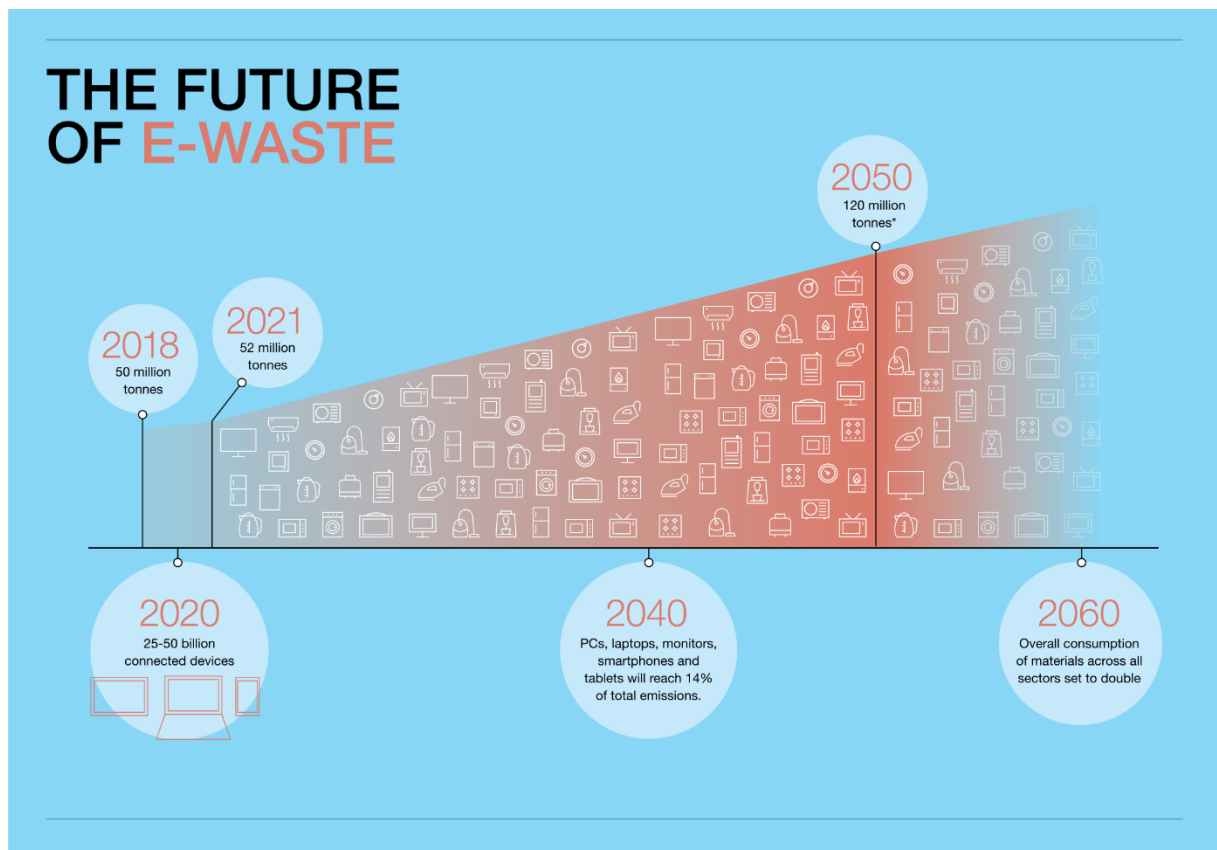 THE FUTURE
OF E-WASTE
2018
50 million
tonnes
2021
52 million
tonnes
2050
120 million
tonnes*
2020
25-50 billion
connected devices
2040
PCs, laptops, monitors,
smartphones and
tablets will reach 14%
of total emissions.
2060
Overall consumption
of materials across all
sectors set to double